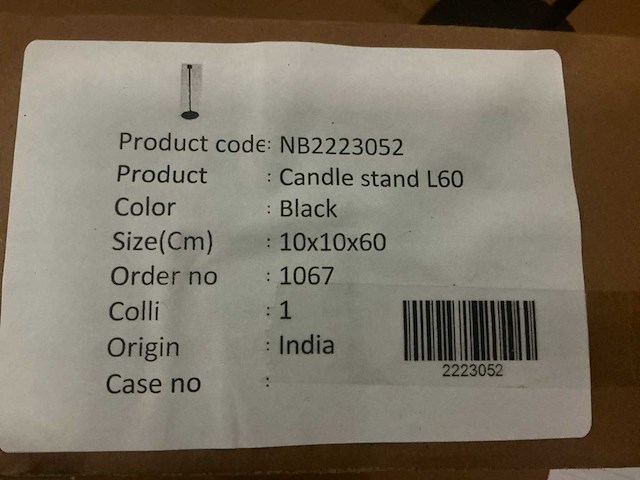 Product code: NB2223052
Product : Candle stand L60
Color : Black
Size(Cm) : 10x10x60
Order no : 1067
Colli : 1
Origin : India
Case no :
2223052